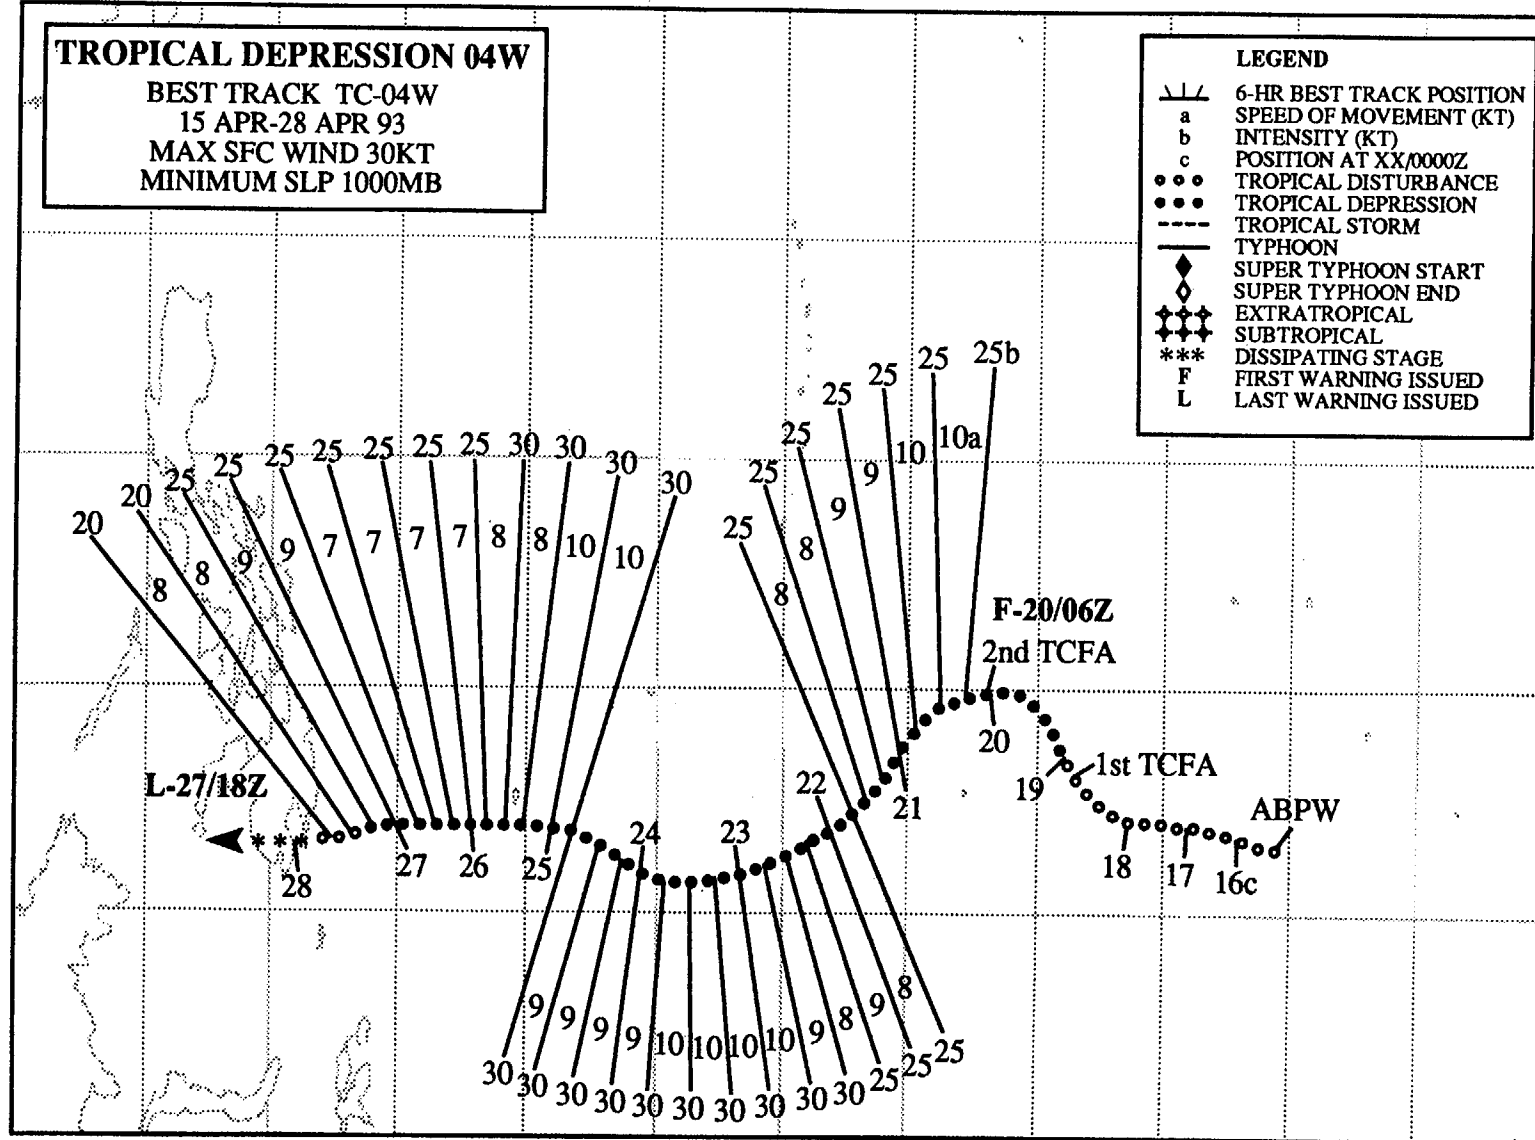 TROPICAL DEPRESSION 04W
BEST TRACK TC-04W
15 APR-28 APR 93
MAX SFC WIND 30KT
MINIMUM SLP 1000MB
LEGEND
6-HR BEST TRACK POSITION
a SPEED OF MOVEMENT (KT)
b INTENSITY (KT)
c POSITION AT XX/0000Z
TROPICAL DISTURBANCE
TROPICAL DEPRESSION
TROPICAL STORM
TYPHOON
SUPER TYPHOON START
SUPER TYPHOON END
EXTRATROPICAL
SUBTROPICAL
*** DISSIPATING STAGE
F FIRST WARNING ISSUED
L LAST WARNING ISSUED
20 20 25 25 25 25 25 25 25 30 30 30 30
25 25 25 25 25 25 25b
8 8 9 9 7 7 7 7 8 8 10 10
8 8 9 9 10 10a
F-20/06Z
2nd TCFA
20
19
1st TCFA
ABPW
18 17 16c
21
22
23
24
25
26
27
28
L-27/18Z
***
9 9 9 9 10 10 10 10 9 8 9 8
30 30 30 30 30 30 30 30 30 30 25 25 25